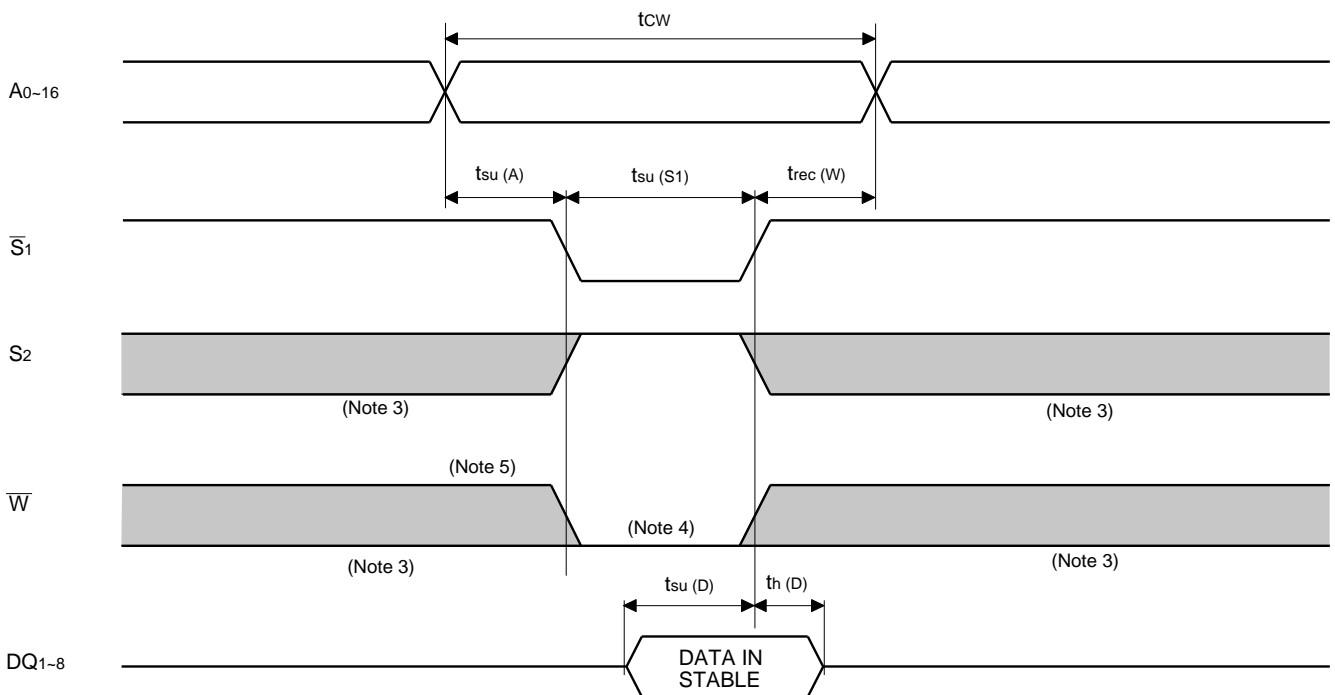 tCW
A0~16
tsu (A) tsu (S1) trec (W)
S1
S2
(Note 3) (Note 3)
(Note 5)
W
(Note 4)
(Note 3) (Note 3)
tsu (D) th (D)
DQ1~8
DATA IN
STABLE